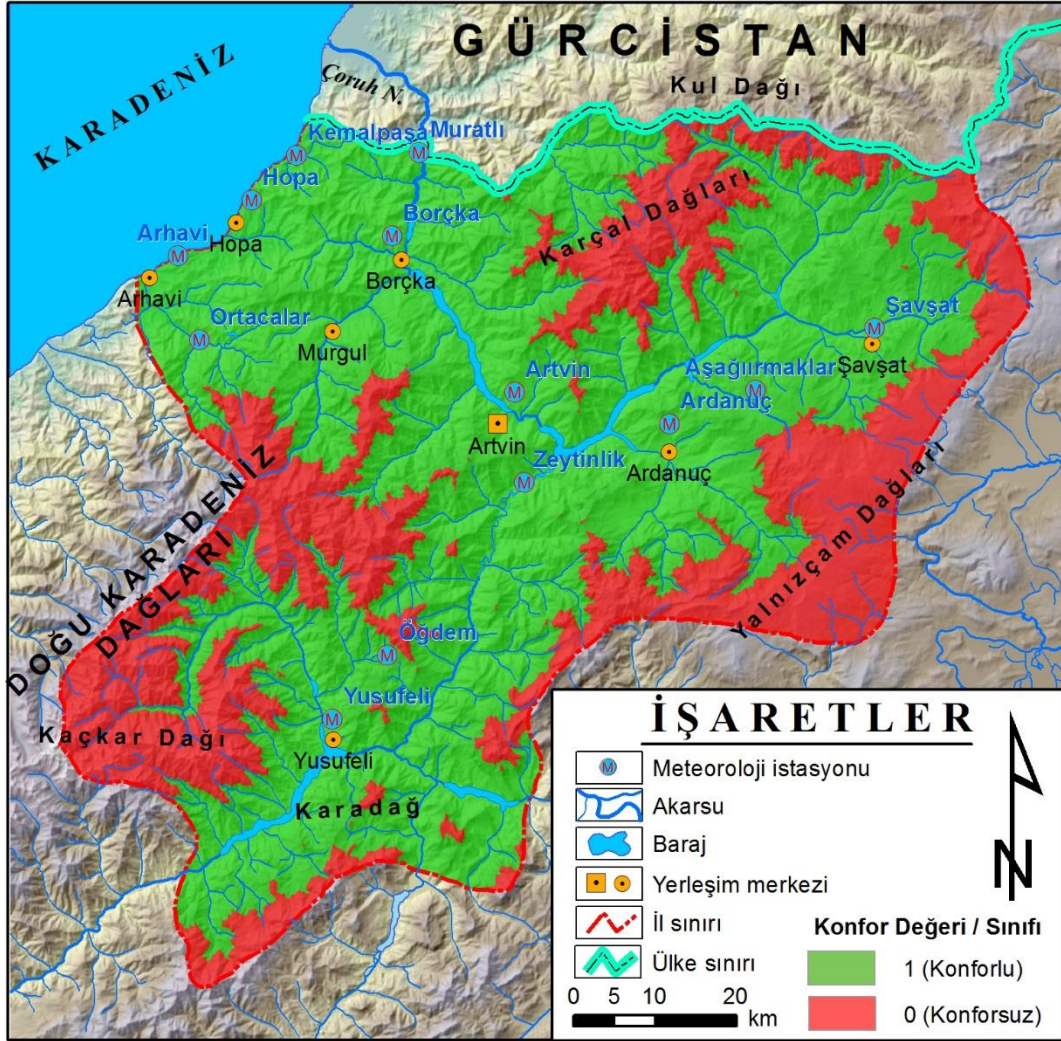 GÜRCİSTAN
KARADENİZ
Çoruh N.
Kul Dağı
Kemalpaşa
Muratlı
M
M
Hopa
M
Hopa
Borçka
M
Borçka
Karçal Dağları
Arhavi
M
Arhavi
Ortacalar
M
Murgul
Şavşat
M
Şavşat
Artvin
M
Artvin
Aşağıırmaklar
M
Ardanuç
M
Ardanuç
Zeytinlik
M
DOĞU KARADENİZ
DAĞLARI
Yalnızçam Dağları
Öğdem
M
Yusufeli
M
Yusufeli
Kaçkar Dağı
Karadağ
İŞARETLER
M Meteoroloji istasyonu
Akarsu
Baraj
Yerleşim merkezi
İl sınırı
Ülke sınırı
0 5 10 20
km
N
Konfor Değeri / Sınıfı
1 (Konforlu)
0 (Konforsuz)